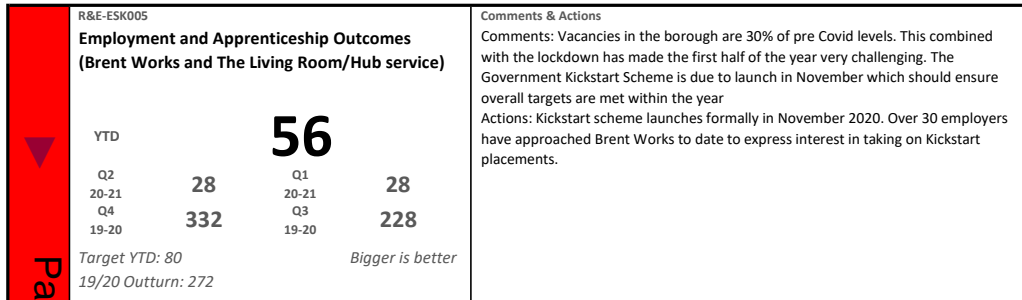 R&E-ESK005
Employment and Apprenticeship Outcomes
(Brent Works and The Living Room/Hub service)
YTD
56
Q2
20-21
28
Q1
20-21
28
Q4
19-20
332
Q3
19-20
228
Target YTD: 80
Bigger is better
19/20 Outturn: 272
Pa
Comments & Actions
Comments: Vacancies in the borough are 30% of pre Covid levels. This combined
with the lockdown has made the first half of the year very challenging. The
Government Kickstart Scheme is due to launch in November which should ensure
overall targets are met within the year
Actions: Kickstart scheme launches formally in November 2020. Over 30 employers
have approached Brent Works to date to express interest in taking on Kickstart
placements.